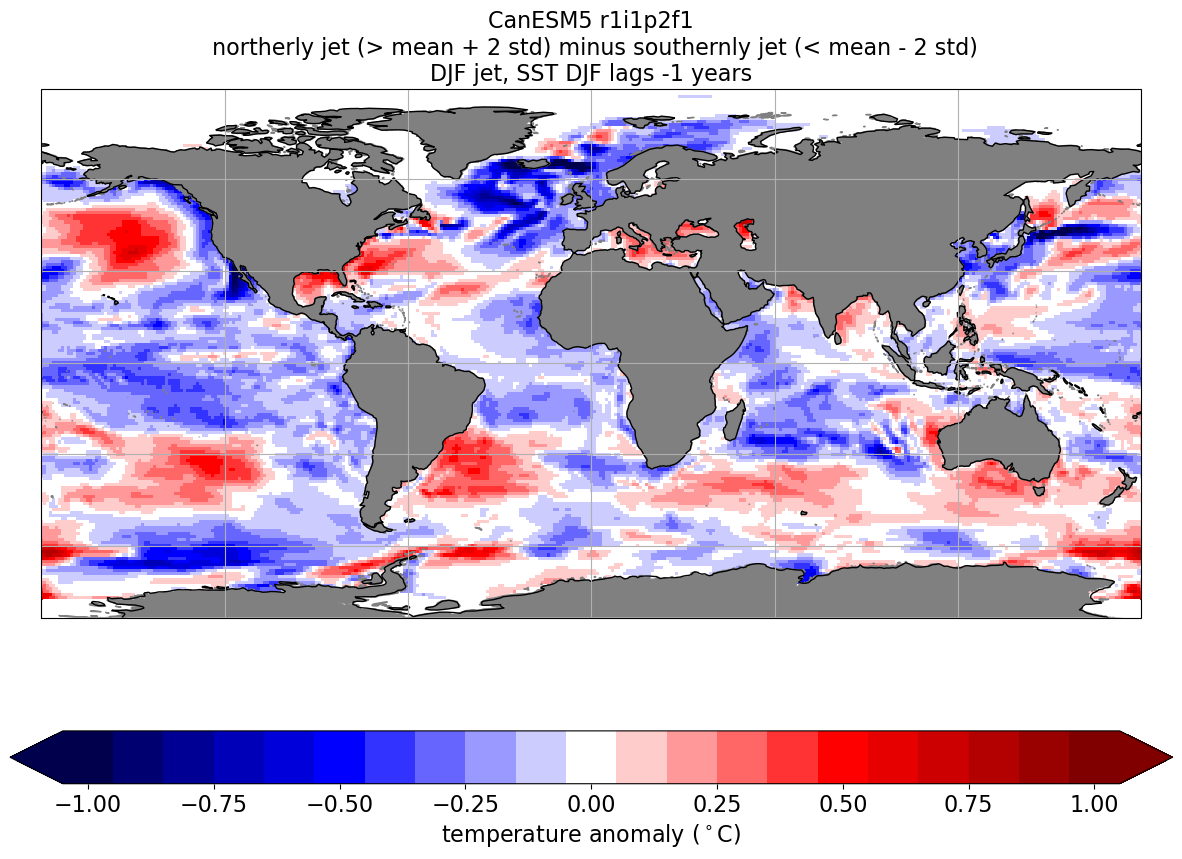 CanESM5 r1i1p2f1
northerly jet (> mean + 2 std) minus southernly jet (< mean - 2 std)
DJF jet, SST DJF lags -1 years
−1.00 −0.75 −0.50 −0.25 0.00 0.25 0.50 0.75 1.00
temperature anomaly (°C)